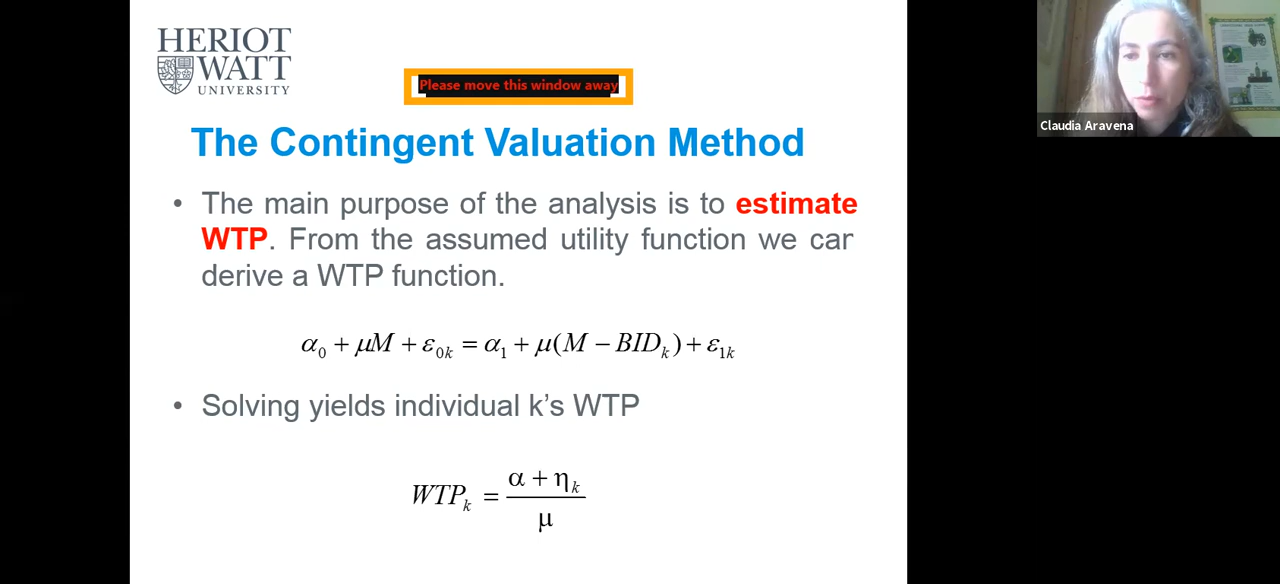 HERIOT
WATT
UNIVERSITY
Please move this window away
Claudia Aravena
The Contingent Valuation Method
• The main purpose of the analysis is to estimate
WTP. From the assumed utility function we can
derive a WTP function.
α₀ + μM + ε₀ₖ = α₁ + μ(M − BIDₖ) + ε₁ₖ
• Solving yields individual k's WTP
WTPₖ = (α + ηₖ) / μ